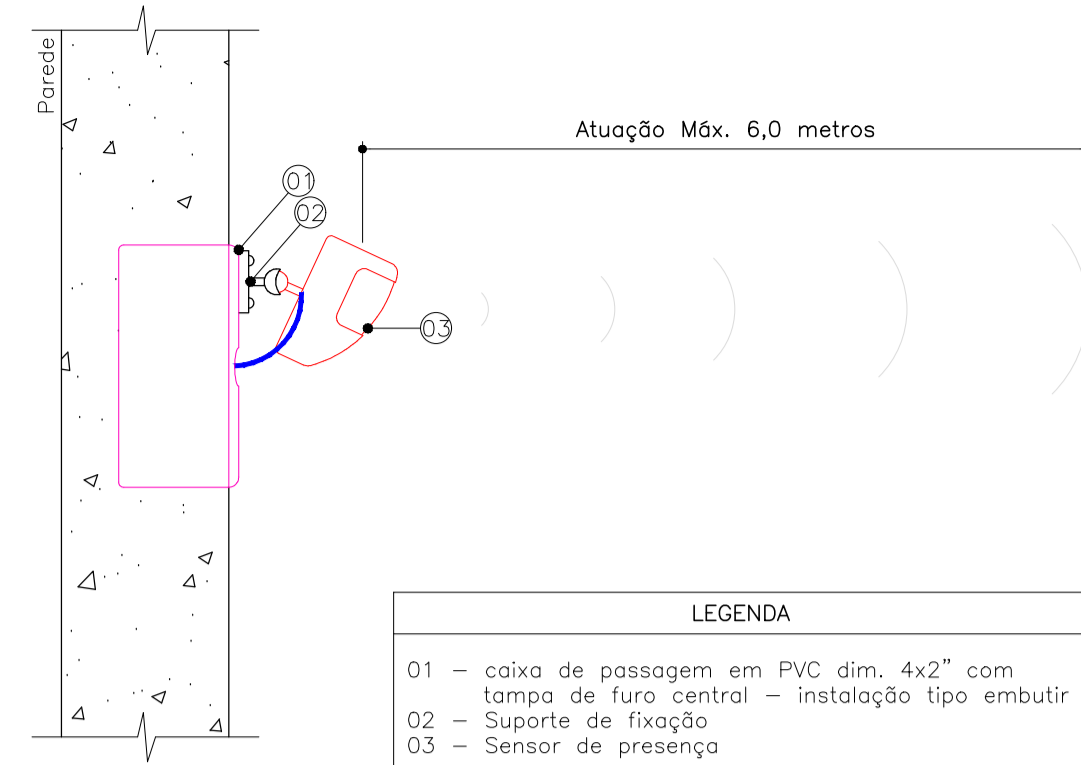 Parede
Atuação Máx. 6,0 metros
01
02
03
LEGENDA
01 – caixa de passagem em PVC dim. 4x2” com
tampa de furo central – instalação tipo embutir
02 – Suporte de fixação
03 – Sensor de presença